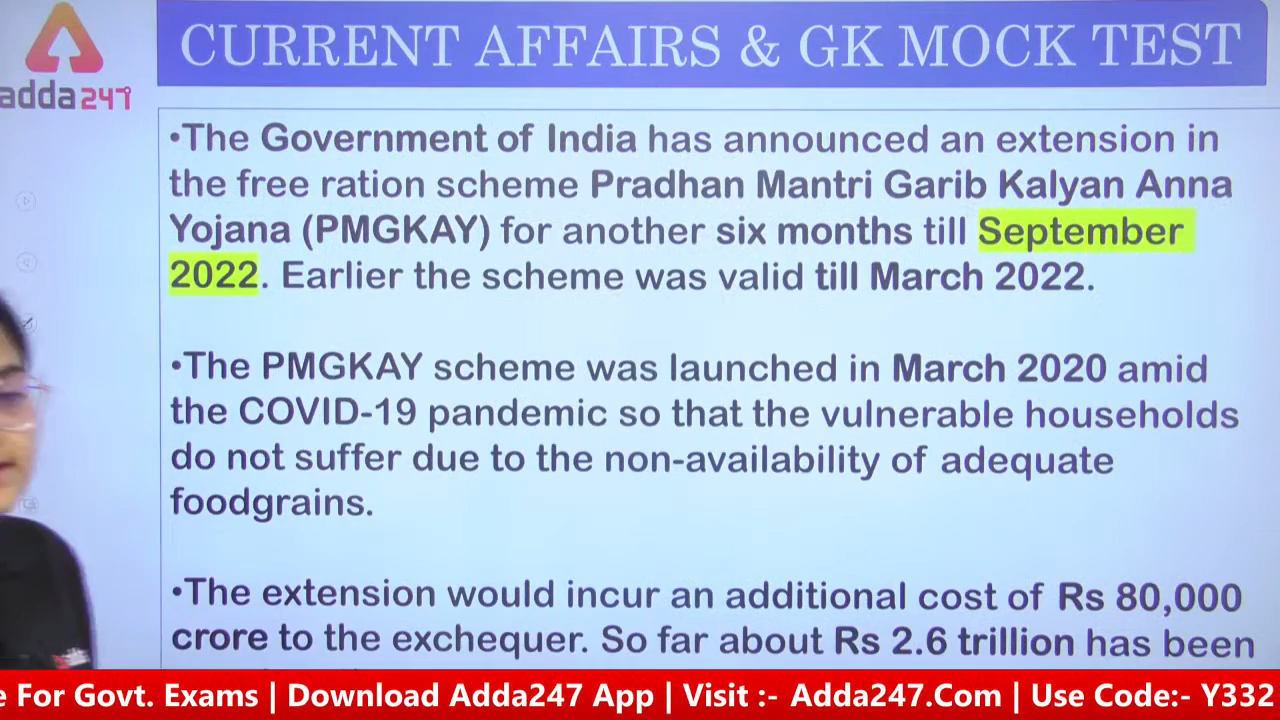 CURRENT AFFAIRS & GK MOCK TEST
adda247
•The Government of India has announced an extension in
the free ration scheme Pradhan Mantri Garib Kalyan Anna
Yojana (PMGKAY) for another six months till September
2022. Earlier the scheme was valid till March 2022.
•The PMGKAY scheme was launched in March 2020 amid
the COVID-19 pandemic so that the vulnerable households
do not suffer due to the non-availability of adequate
foodgrains.
•The extension would incur an additional cost of Rs 80,000
crore to the exchequer. So far about Rs 2.6 trillion has been
e For Govt. Exams | Download Adda247 App | Visit :- Adda247.Com | Use Code:- Y332